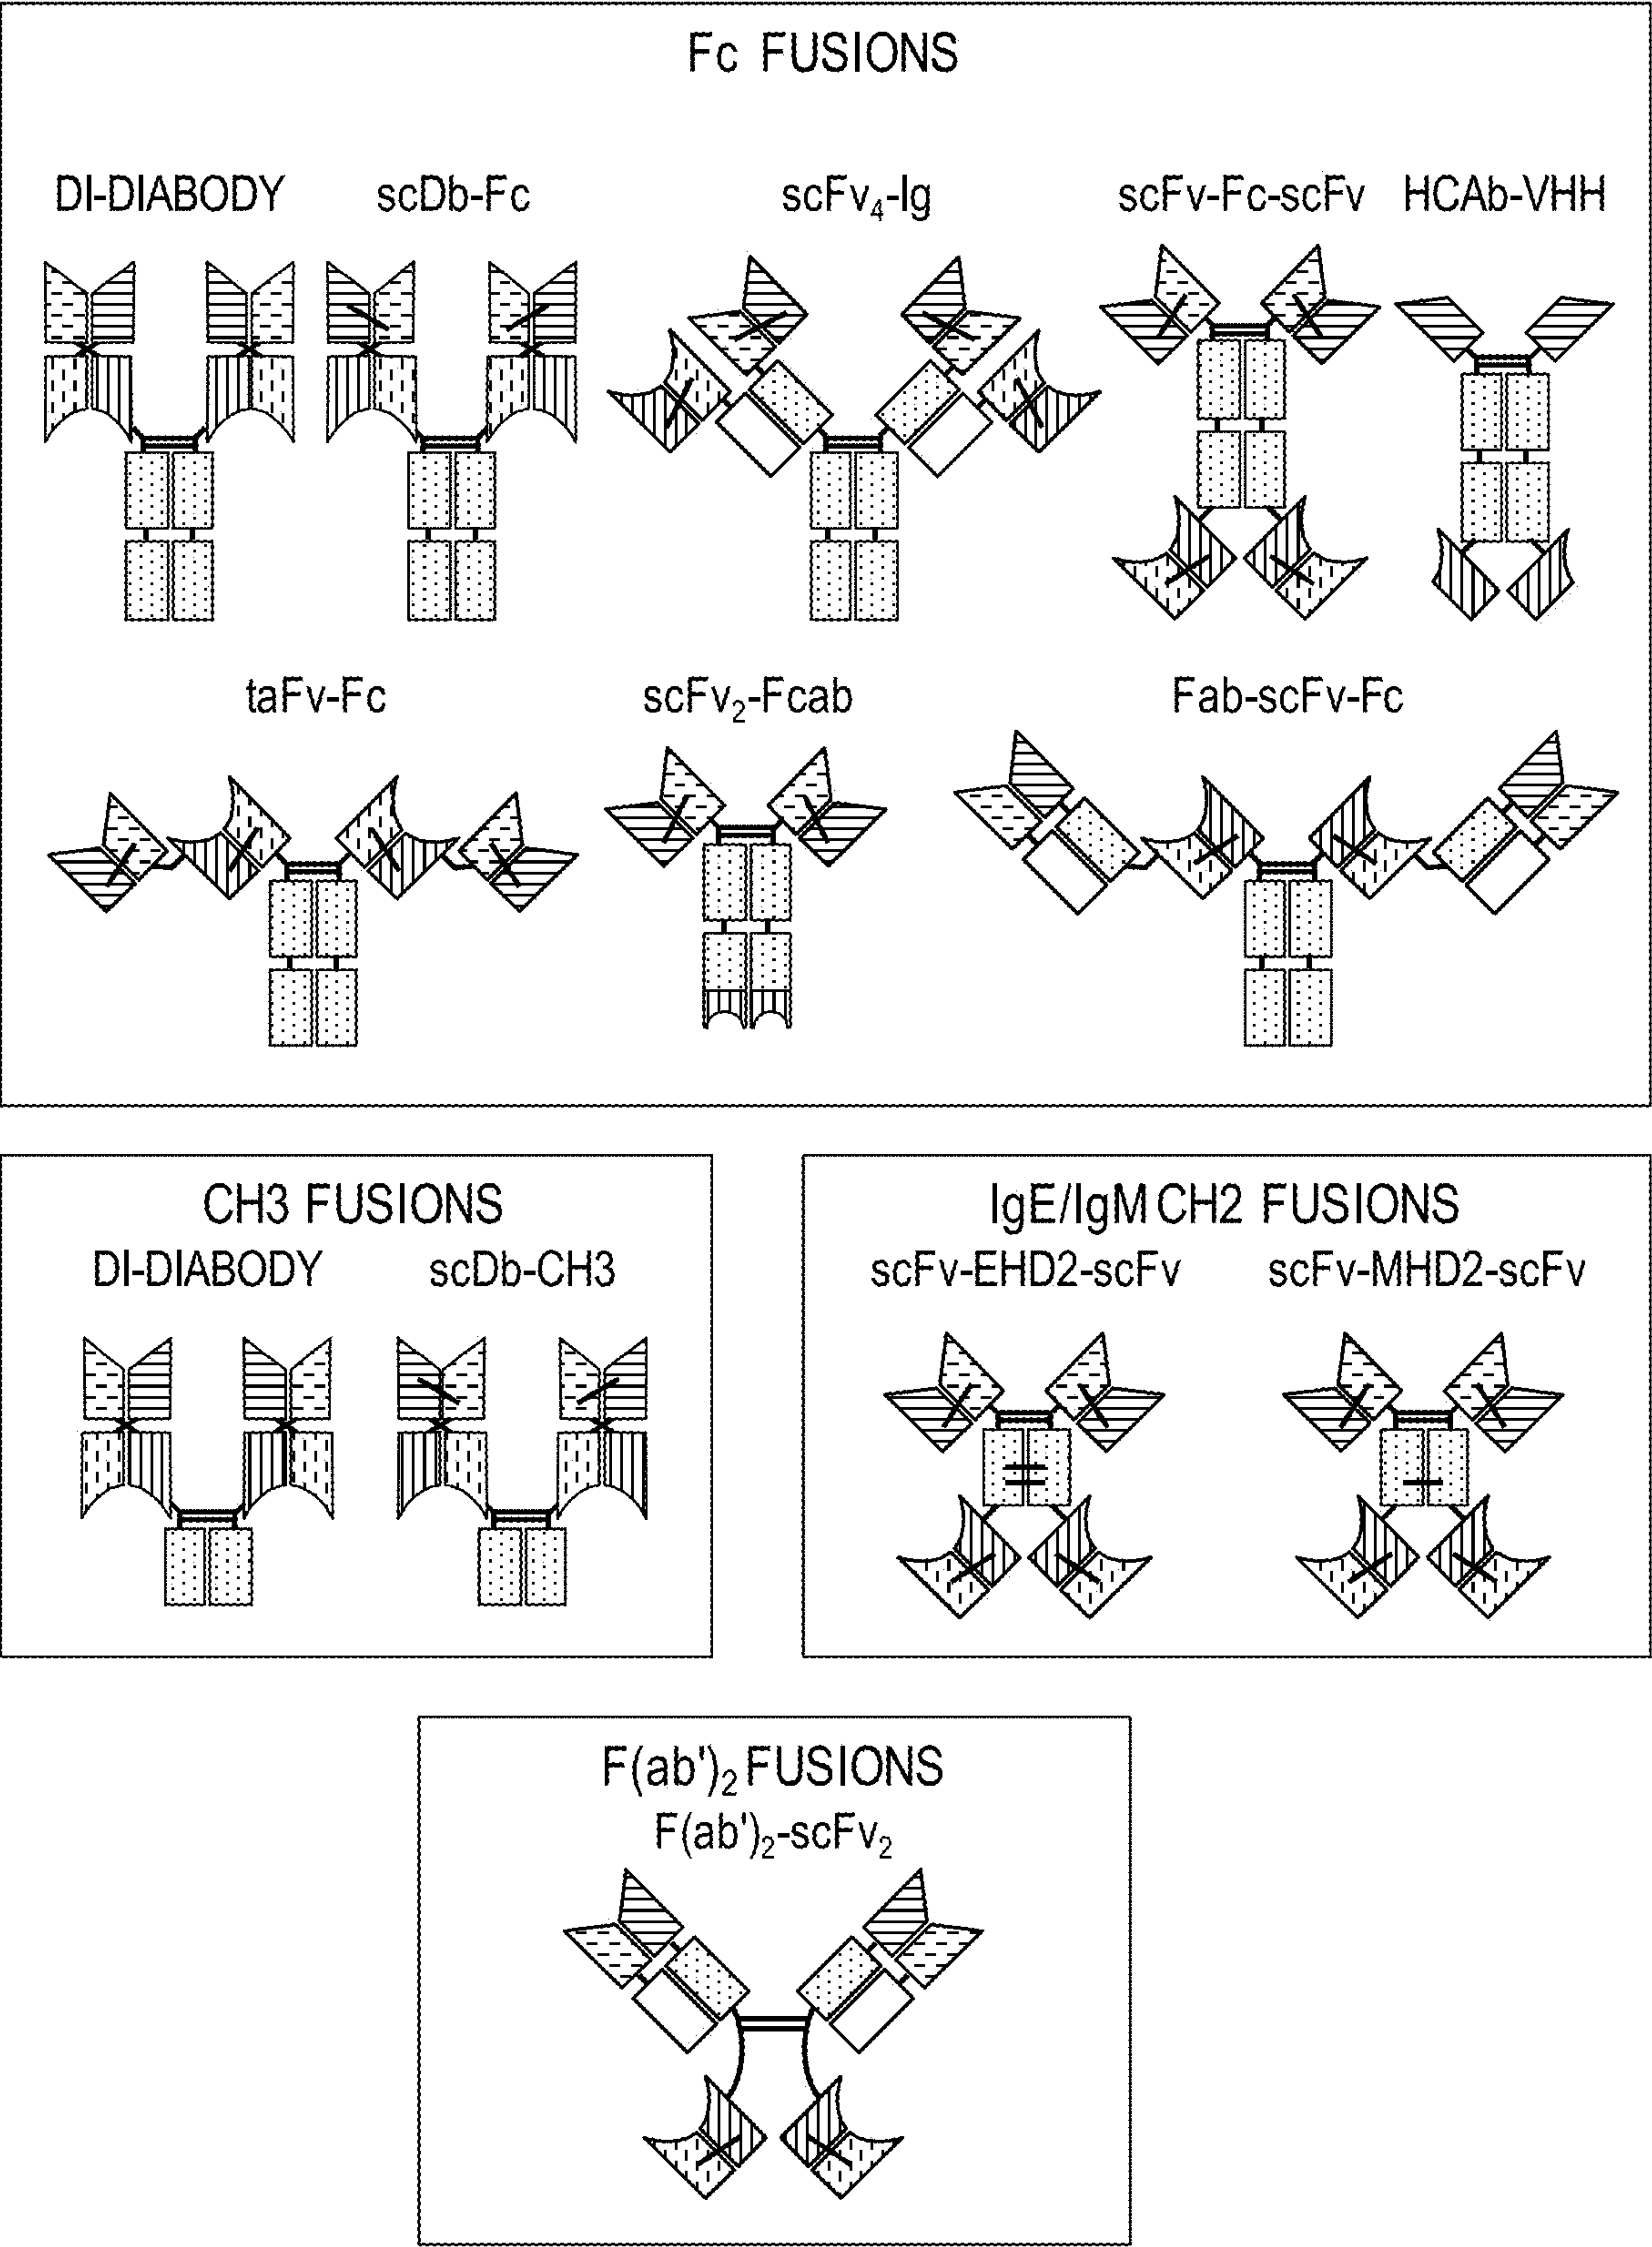 Fc FUSIONS
DI-DIABODY scDb-Fc scFv₄-Ig scFv-Fc-scFv HCAb-VHH
taFv-Fc scFv₂-Fcab Fab-scFv-Fc
CH3 FUSIONS
DI-DIABODY scDb-CH3
IgE/IgM CH2 FUSIONS
scFv-EHD2-scFv scFv-MHD2-scFv
F(ab')₂ FUSIONS
F(ab')₂-scFv₂